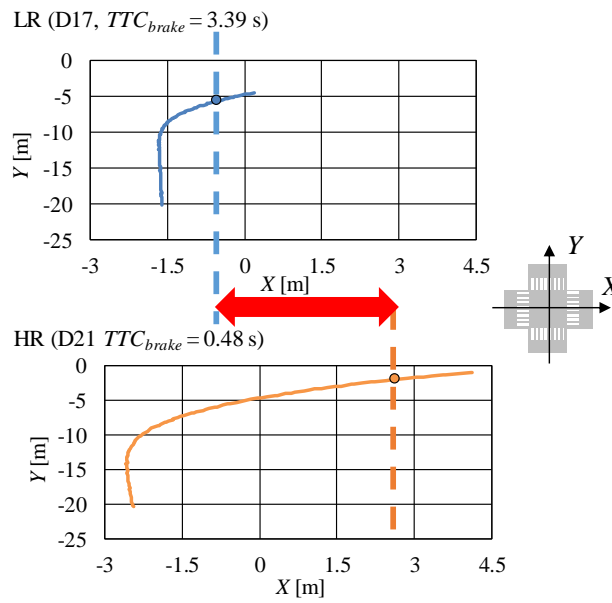 LR (D17, TTCbrake = 3.39 s)
0
-5
-10
-15
-20
-25
Y [m]
-3 -1.5 0 1.5 3 4.5
X [m]
Y
X
HR (D21 TTCbrake = 0.48 s)
0
-5
-10
-15
-20
-25
Y [m]
-3 -1.5 0 1.5 3 4.5
X [m]